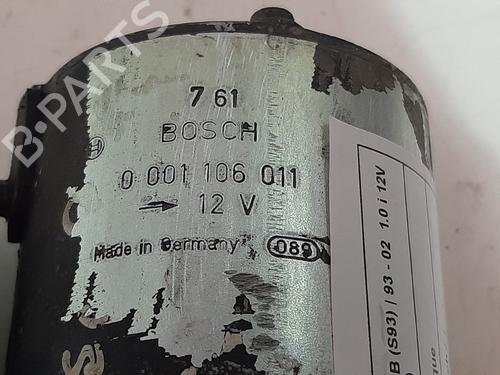 B-PARTS
7 61
BOSCH
0 001 106 011
12 V
Made in Germany 089
B (S93) | 93 - 02 1.0 i 12V